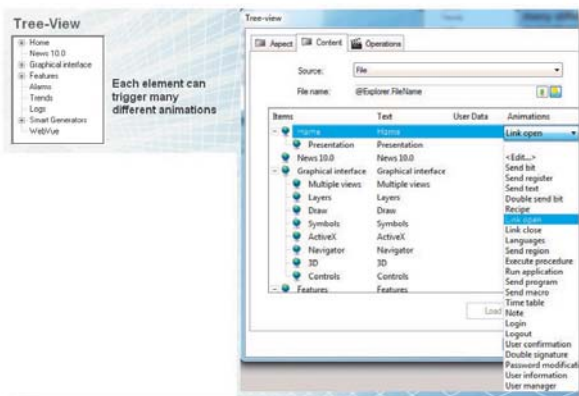 Tree-View
Home
News 10.0
Graphical interface
Features
Alarms
Trends
Logs
Smart Generators
WebVue
Each element can
trigger many
different animations
Tree-view
Aspect Content Operations
Source: File
File name: @Explorer.FileName
Items Text User Data Animations
Home Home Link open
Presentation Presentation
News 10.0 News 10.0
Graphical interface Graphical interface
Multiple views Multiple views
Layers Layers
Draw Draw
Symbols Symbols
ActiveX ActiveX
Navigator Navigator
3D 3D
Controls Controls
Features Features
Load
<Edit...>
Send bit
Send register
Send text
Double send bit
Recipe
Link open
Link close
Languages
Send region
Execute procedure
Run application
Send program
Send macro
Time table
Note
Login
Logout
User confirmation
Double signature
Password modificati
User information
User manager